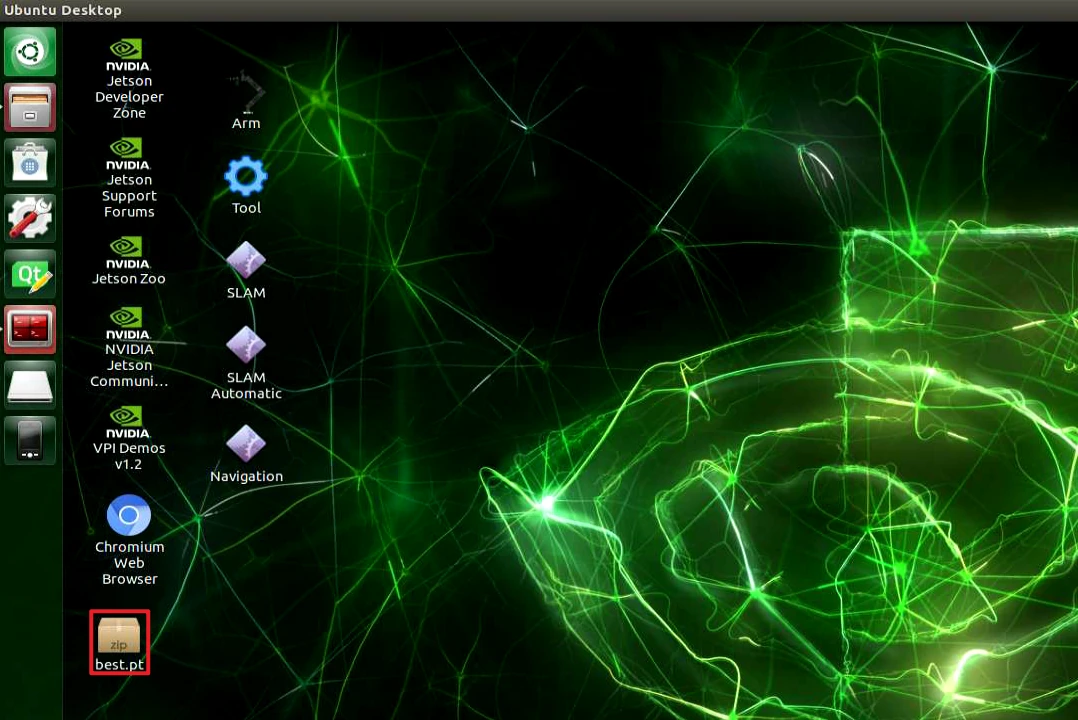 Ubuntu Desktop
NVIDIA.
Jetson
Developer
Zone
NVIDIA.
Jetson
Support
Forums
NVIDIA.
Jetson Zoo
NVIDIA.
NVIDIA
Jetson
Communi...
NVIDIA.
VPI Demos
v1.2
Chromium
Web
Browser
zip
best.pt
Arm
Tool
SLAM
SLAM
Automatic
Navigation
Qt